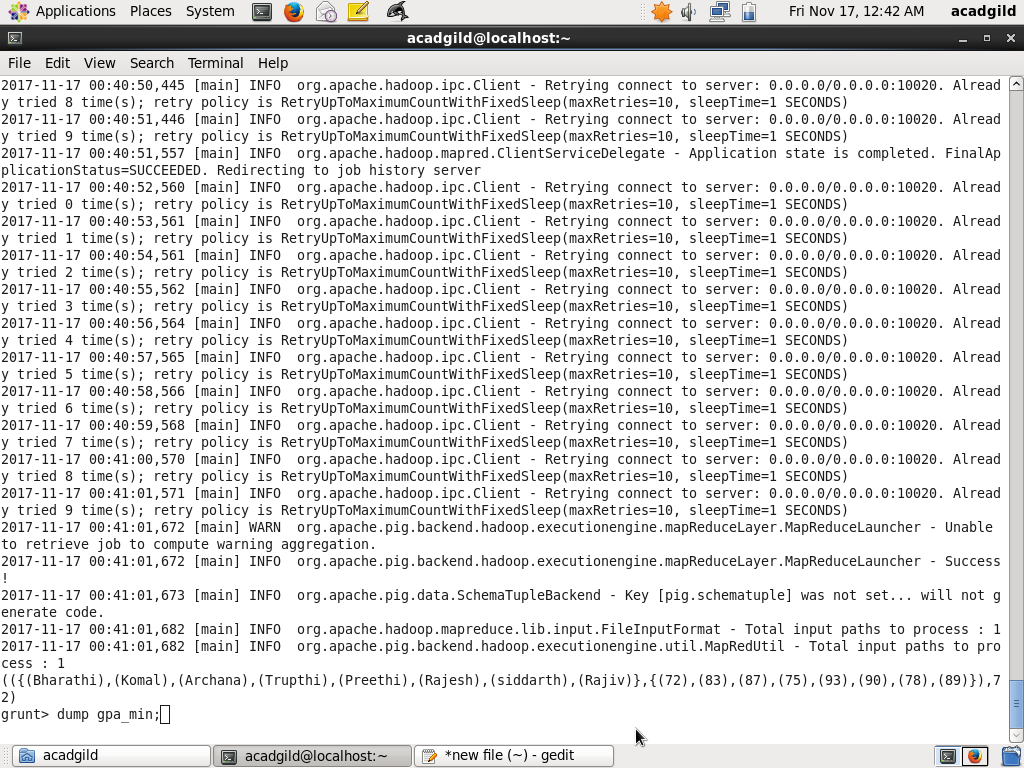 Applications Places System Fri Nov 17, 12:42 AM acadgild
acadgild@localhost:~
File Edit View Search Terminal Help
2017-11-17 00:40:50,445 [main] INFO  org.apache.hadoop.ipc.Client - Retrying connect to server: 0.0.0.0/0.0.0.0:10020. Alread
y tried 8 time(s); retry policy is RetryUpToMaximumCountWithFixedSleep(maxRetries=10, sleepTime=1 SECONDS)
2017-11-17 00:40:51,446 [main] INFO  org.apache.hadoop.ipc.Client - Retrying connect to server: 0.0.0.0/0.0.0.0:10020. Alread
y tried 9 time(s); retry policy is RetryUpToMaximumCountWithFixedSleep(maxRetries=10, sleepTime=1 SECONDS)
2017-11-17 00:40:51,557 [main] INFO  org.apache.hadoop.mapred.ClientServiceDelegate - Application state is completed. FinalAp
plicationStatus=SUCCEEDED. Redirecting to job history server
2017-11-17 00:40:52,560 [main] INFO  org.apache.hadoop.ipc.Client - Retrying connect to server: 0.0.0.0/0.0.0.0:10020. Alread
y tried 0 time(s); retry policy is RetryUpToMaximumCountWithFixedSleep(maxRetries=10, sleepTime=1 SECONDS)
2017-11-17 00:40:53,561 [main] INFO  org.apache.hadoop.ipc.Client - Retrying connect to server: 0.0.0.0/0.0.0.0:10020. Alread
y tried 1 time(s); retry policy is RetryUpToMaximumCountWithFixedSleep(maxRetries=10, sleepTime=1 SECONDS)
2017-11-17 00:40:54,561 [main] INFO  org.apache.hadoop.ipc.Client - Retrying connect to server: 0.0.0.0/0.0.0.0:10020. Alread
y tried 2 time(s); retry policy is RetryUpToMaximumCountWithFixedSleep(maxRetries=10, sleepTime=1 SECONDS)
2017-11-17 00:40:55,562 [main] INFO  org.apache.hadoop.ipc.Client - Retrying connect to server: 0.0.0.0/0.0.0.0:10020. Alread
y tried 3 time(s); retry policy is RetryUpToMaximumCountWithFixedSleep(maxRetries=10, sleepTime=1 SECONDS)
2017-11-17 00:40:56,564 [main] INFO  org.apache.hadoop.ipc.Client - Retrying connect to server: 0.0.0.0/0.0.0.0:10020. Alread
y tried 4 time(s); retry policy is RetryUpToMaximumCountWithFixedSleep(maxRetries=10, sleepTime=1 SECONDS)
2017-11-17 00:40:57,565 [main] INFO  org.apache.hadoop.ipc.Client - Retrying connect to server: 0.0.0.0/0.0.0.0:10020. Alread
y tried 5 time(s); retry policy is RetryUpToMaximumCountWithFixedSleep(maxRetries=10, sleepTime=1 SECONDS)
2017-11-17 00:40:58,566 [main] INFO  org.apache.hadoop.ipc.Client - Retrying connect to server: 0.0.0.0/0.0.0.0:10020. Alread
y tried 6 time(s); retry policy is RetryUpToMaximumCountWithFixedSleep(maxRetries=10, sleepTime=1 SECONDS)
2017-11-17 00:40:59,568 [main] INFO  org.apache.hadoop.ipc.Client - Retrying connect to server: 0.0.0.0/0.0.0.0:10020. Alread
y tried 7 time(s); retry policy is RetryUpToMaximumCountWithFixedSleep(maxRetries=10, sleepTime=1 SECONDS)
2017-11-17 00:41:00,570 [main] INFO  org.apache.hadoop.ipc.Client - Retrying connect to server: 0.0.0.0/0.0.0.0:10020. Alread
y tried 8 time(s); retry policy is RetryUpToMaximumCountWithFixedSleep(maxRetries=10, sleepTime=1 SECONDS)
2017-11-17 00:41:01,571 [main] INFO  org.apache.hadoop.ipc.Client - Retrying connect to server: 0.0.0.0/0.0.0.0:10020. Alread
y tried 9 time(s); retry policy is RetryUpToMaximumCountWithFixedSleep(maxRetries=10, sleepTime=1 SECONDS)
2017-11-17 00:41:01,672 [main] WARN  org.apache.pig.backend.hadoop.executionengine.mapReduceLayer.MapReduceLauncher - Unable
to retrieve job to compute warning aggregation.
2017-11-17 00:41:01,672 [main] INFO  org.apache.pig.backend.hadoop.executionengine.mapReduceLayer.MapReduceLauncher - Success
!
2017-11-17 00:41:01,673 [main] INFO  org.apache.pig.data.SchemaTupleBackend - Key [pig.schematuple] was not set... will not g
enerate code.
2017-11-17 00:41:01,682 [main] INFO  org.apache.hadoop.mapreduce.lib.input.FileInputFormat - Total input paths to process : 1
2017-11-17 00:41:01,682 [main] INFO  org.apache.pig.backend.hadoop.executionengine.util.MapRedUtil - Total input paths to pro
cess : 1
(({(Bharathi),(Komal),(Archana),(Trupthi),(Preethi),(Rajesh),(siddarth),(Rajiv)},{(72),(83),(87),(75),(93),(90),(78),(89)}),7
2)
grunt> dump gpa_min;
acadgild acadgild@localhost:~ *new file (~) - gedit